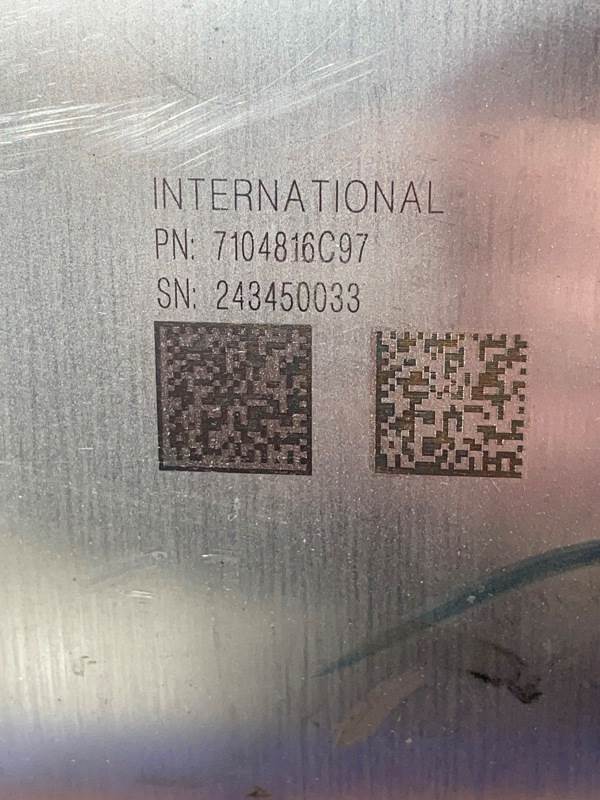 INTERNATIONAL
PN: 7104816C97
SN: 243450033